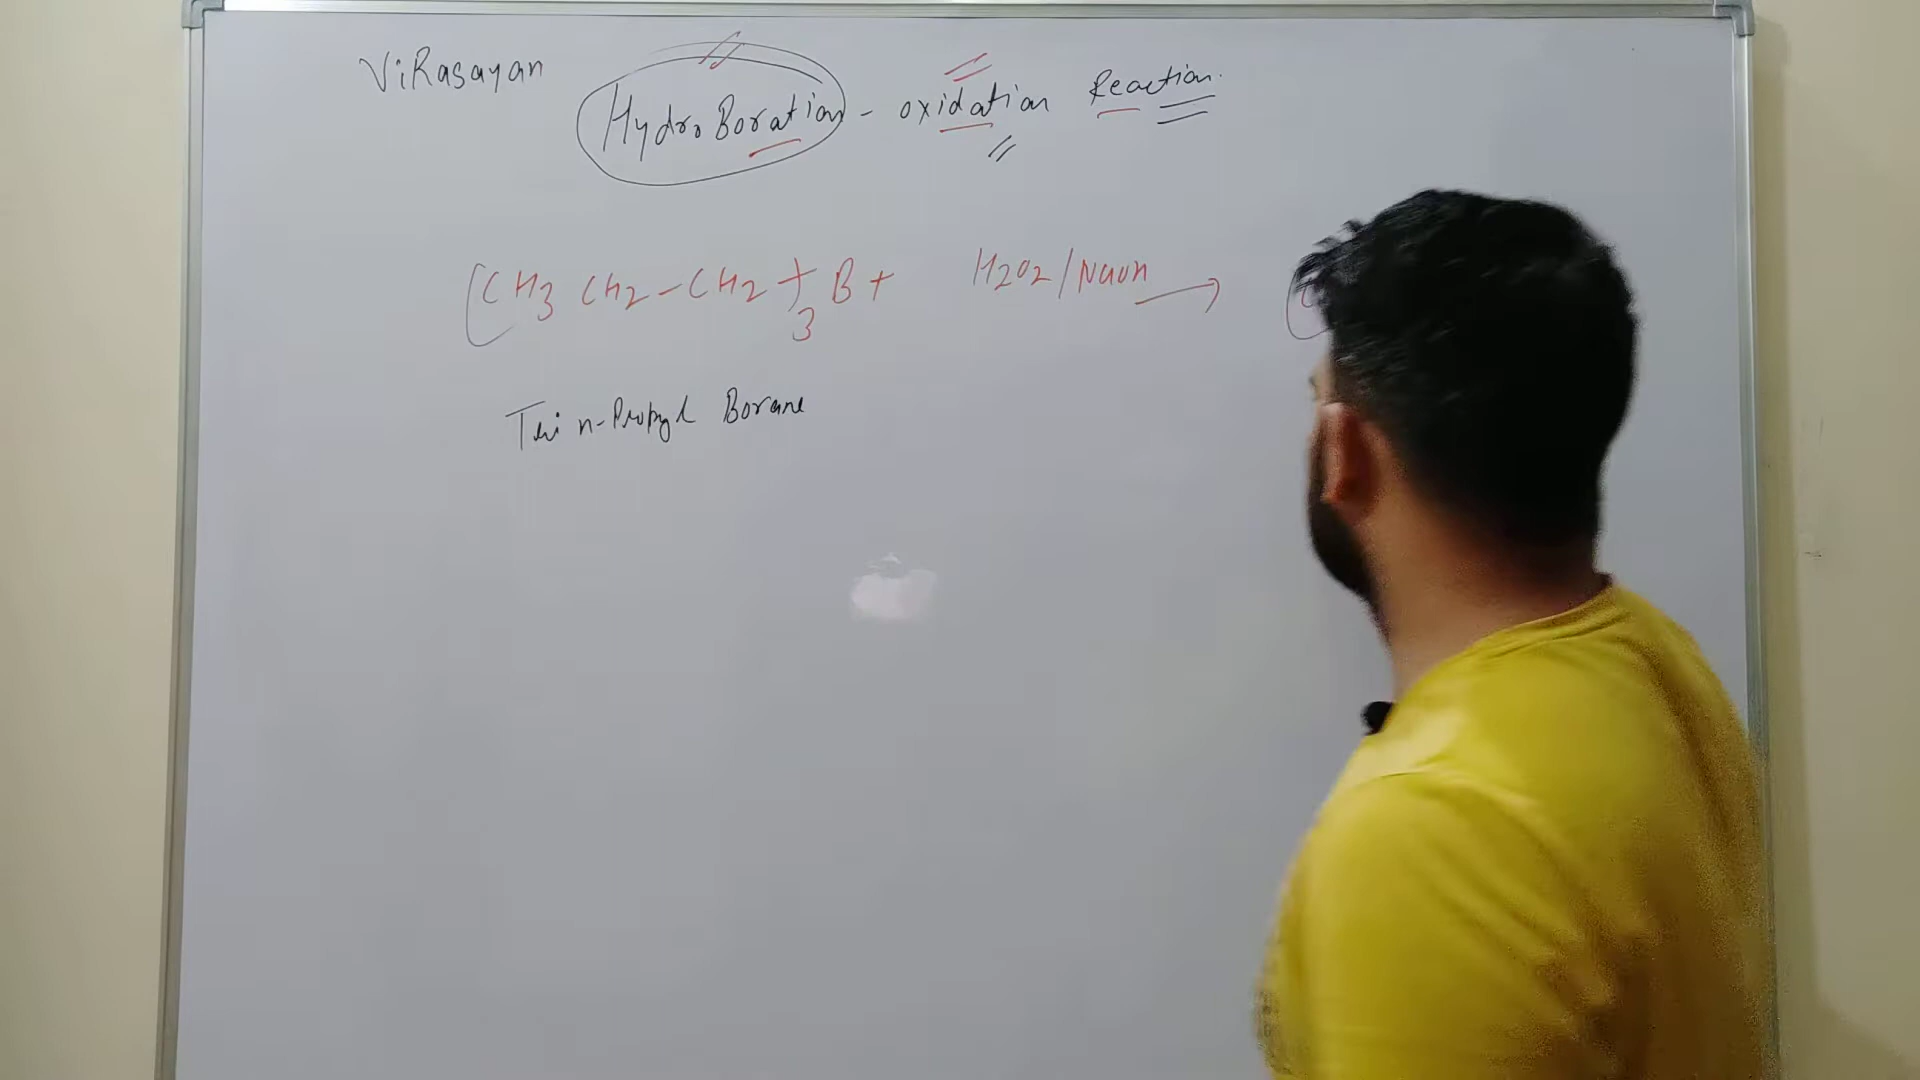 ViRasayan
HydroBoration - oxidation Reaction.
(CH3 CH2-CH2)3 B + H2O2/NaOH → (
Tri n-Propyl Borane